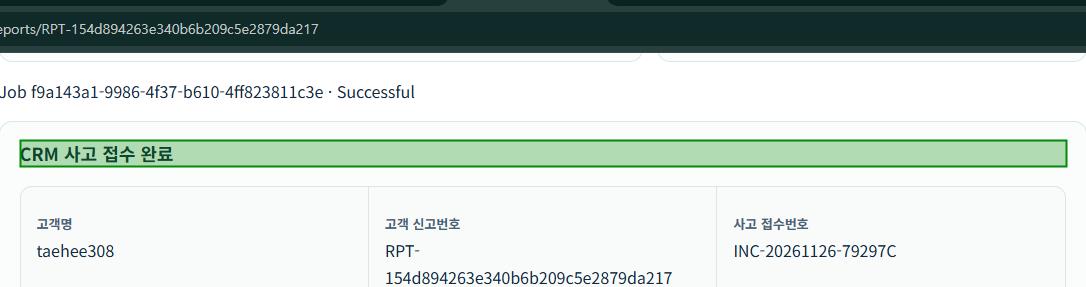 eports/RPT-154d894263e340b6b209c5e2879da217
Job f9a143a1-9986-4f37-b610-4ff823811c3e · Successful
CRM 사고 접수 완료
고객명
taehee308
고객 신고번호
RPT-
154d894263e340b6b209c5e2879da217
사고 접수번호
INC-20261126-79297C